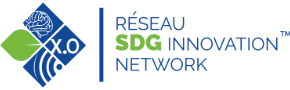 X.O
RÉSEAU
SDG INNOVATION™
NETWORK